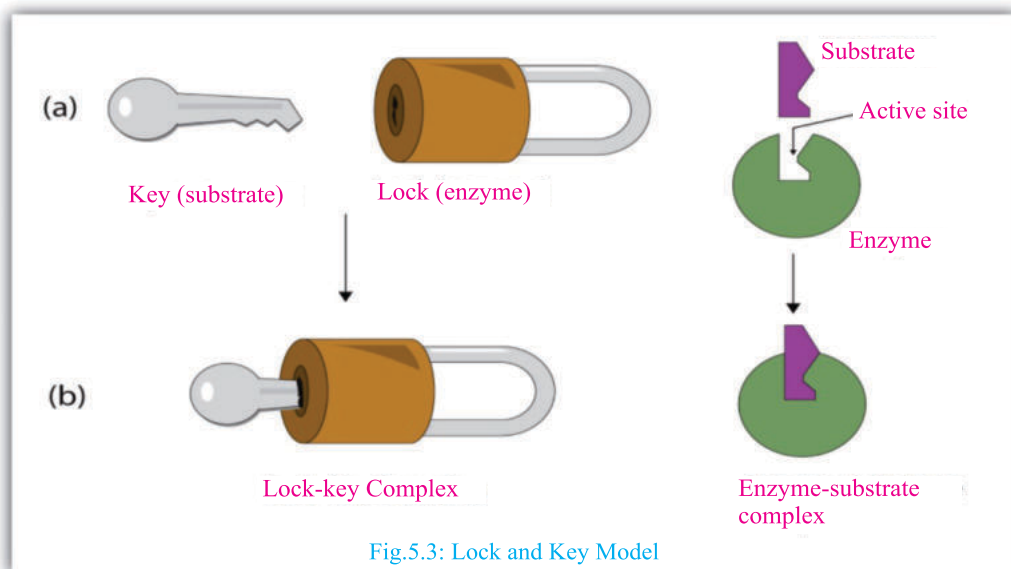 Substrate
(a)
Active site
Key (substrate)
Lock (enzyme)
Enzyme
(b)
Lock-key Complex
Enzyme-substrate
complex
Fig.5.3: Lock and Key Model